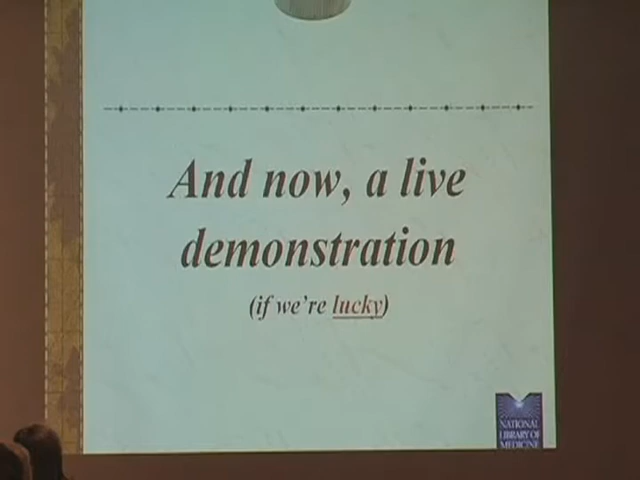 And now, a live
demonstration
(if we're lucky)
NATIONAL
LIBRARY OF
MEDICINE